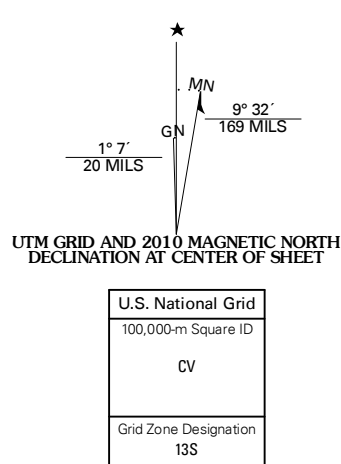 ★
MN
GN
9° 32´
169 MILS
1° 7´
20 MILS
UTM GRID AND 2010 MAGNETIC NORTH
DECLINATION AT CENTER OF SHEET
U.S. National Grid
100,000-m Square ID
CV
Grid Zone Designation
13S